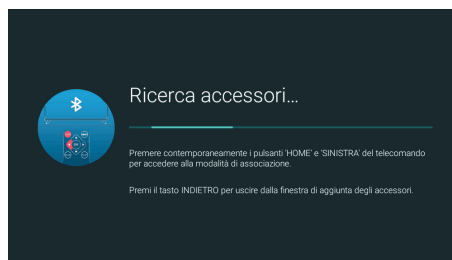 Ricerca accessori...
Premere contemporaneamente i pulsanti 'HOME' e 'SINISTRA' del telecomando
per accedere alla modalità di associazione.
Premi il tasto INDIETRO per uscire dalla finestra di aggiunta degli accessori.